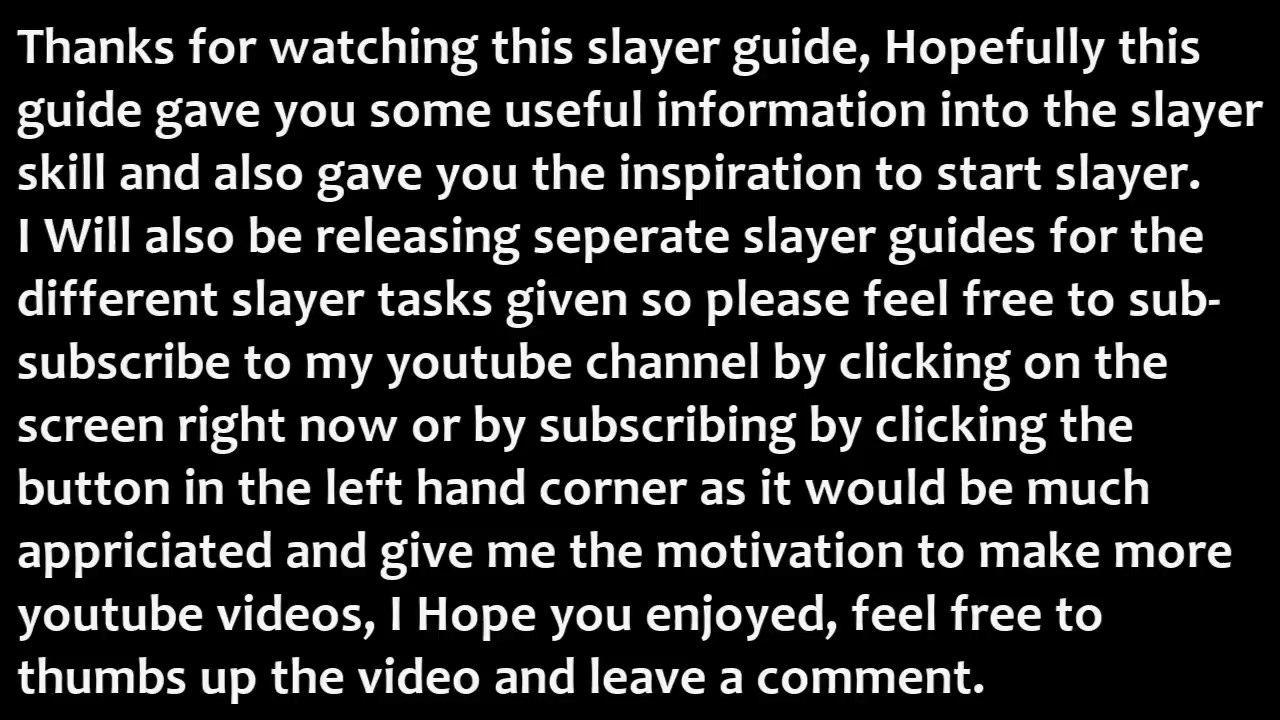 Thanks for watching this slayer guide, Hopefully this
guide gave you some useful information into the slayer
skill and also gave you the inspiration to start slayer.
I Will also be releasing seperate slayer guides for the
different slayer tasks given so please feel free to sub-
subscribe to my youtube channel by clicking on the
screen right now or by subscribing by clicking the
button in the left hand corner as it would be much
appriciated and give me the motivation to make more
youtube videos, I Hope you enjoyed, feel free to
thumbs up the video and leave a comment.